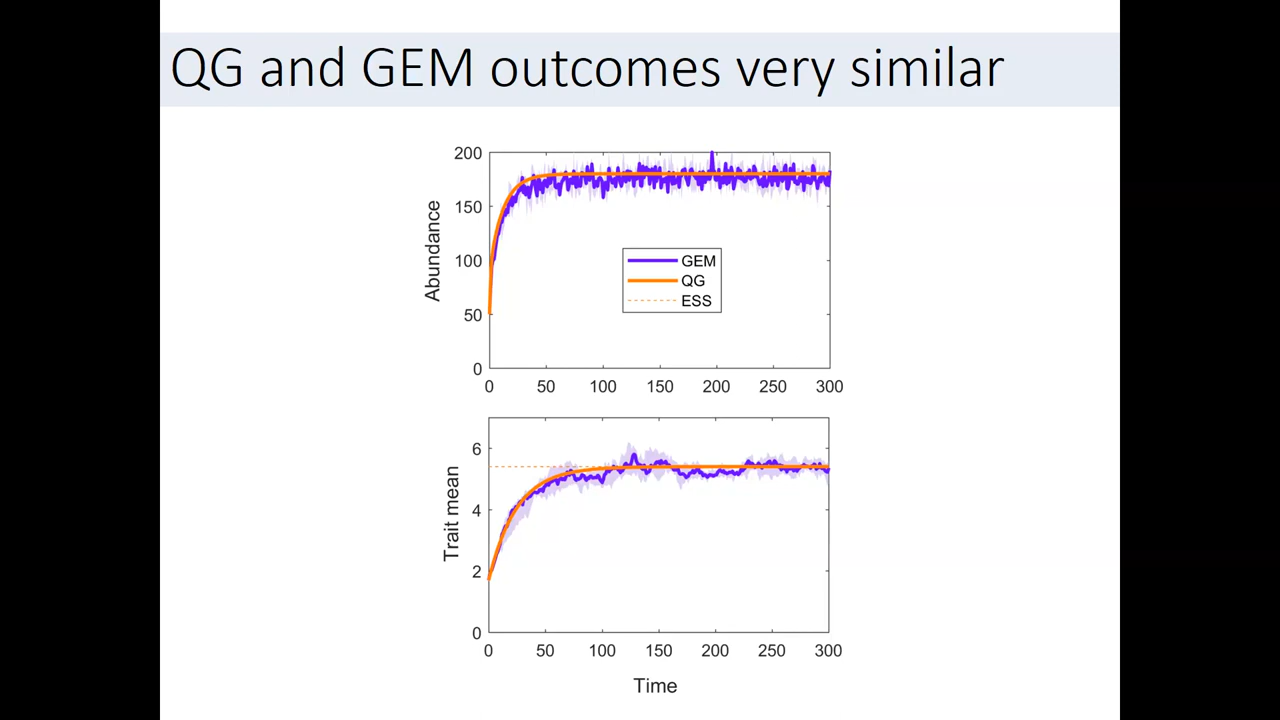 QG and GEM outcomes very similar
200
150
100
50
0
Abundance
GEM
QG
ESS
0 50 100 150 200 250 300
6
4
2
0
Trait mean
0 50 100 150 200 250 300
Time